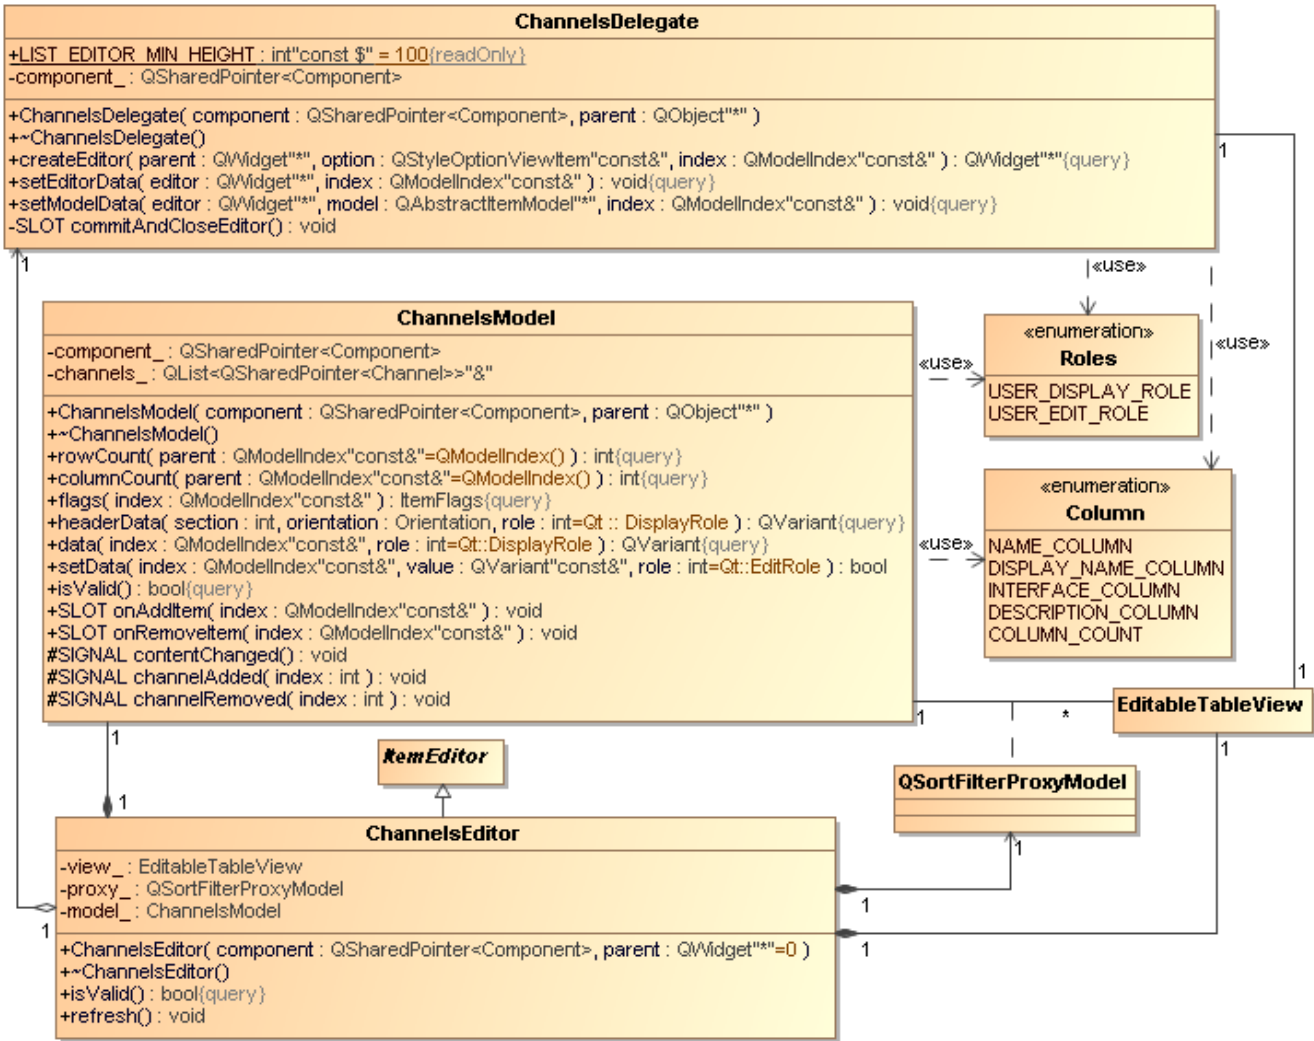 ChannelsDelegate
+LIST_EDITOR_MIN_HEIGHT : int"const $" = 100{readOnly}
-component_ : QSharedPointer<Component>
+ChannelsDelegate( component : QSharedPointer<Component>, parent : QObject"*" )
+~ChannelsDelegate()
+createEditor( parent : QWidget"*", option : QStyleOptionViewItem"const&", index : QModelIndex"const&" ) : QWidget"*"{query}
+setEditorData( editor : QWidget"*", index : QModelIndex"const&" ) : void{query}
+setModelData( editor : QWidget"*", model : QAbstractItemModel"*", index : QModelIndex"const&" ) : void{query}
-SLOT commitAndCloseEditor() : void
1
1
«use»
«use»
ChannelsModel
-component_ : QSharedPointer<Component>
-channels_ : QList<QSharedPointer<Channel>>"&"
+ChannelsModel( component : QSharedPointer<Component>, parent : QObject"*" )
+~ChannelsModel()
+rowCount( parent : QModelIndex"const&"=QModelIndex() ) : int{query}
+columnCount( parent : QModelIndex"const&"=QModelIndex() ) : int{query}
+flags( index : QModelIndex"const&" ) : ItemFlags{query}
+headerData( section : int, orientation : Orientation, role : int=Qt :: DisplayRole ) : QVariant{query}
+data( index : QModelIndex"const&", role : int=Qt::DisplayRole ) : QVariant{query}
+setData( index : QModelIndex"const&", value : QVariant"const&", role : int=Qt::EditRole ) : bool
+isValid() : bool{query}
+SLOT onAddItem( index : QModelIndex"const&" ) : void
+SLOT onRemoveItem( index : QModelIndex"const&" ) : void
#SIGNAL contentChanged() : void
#SIGNAL channelAdded( index : int ) : void
#SIGNAL channelRemoved( index : int ) : void
«use»
«enumeration»
Roles
USER_DISPLAY_ROLE
USER_EDIT_ROLE
«use»
«enumeration»
Column
NAME_COLUMN
DISPLAY_NAME_COLUMN
INTERFACE_COLUMN
DESCRIPTION_COLUMN
COLUMN_COUNT
1
EditableTableView
1
*
1
1
ItemEditor
QSortFilterProxyModel
1
1
ChannelsEditor
-view_ : EditableTableView
-proxy_ : QSortFilterProxyModel
-model_ : ChannelsModel
+ChannelsEditor( component : QSharedPointer<Component>, parent : QWidget"*"=0 )
+~ChannelsEditor()
+isValid() : bool{query}
+refresh() : void
1
1
1